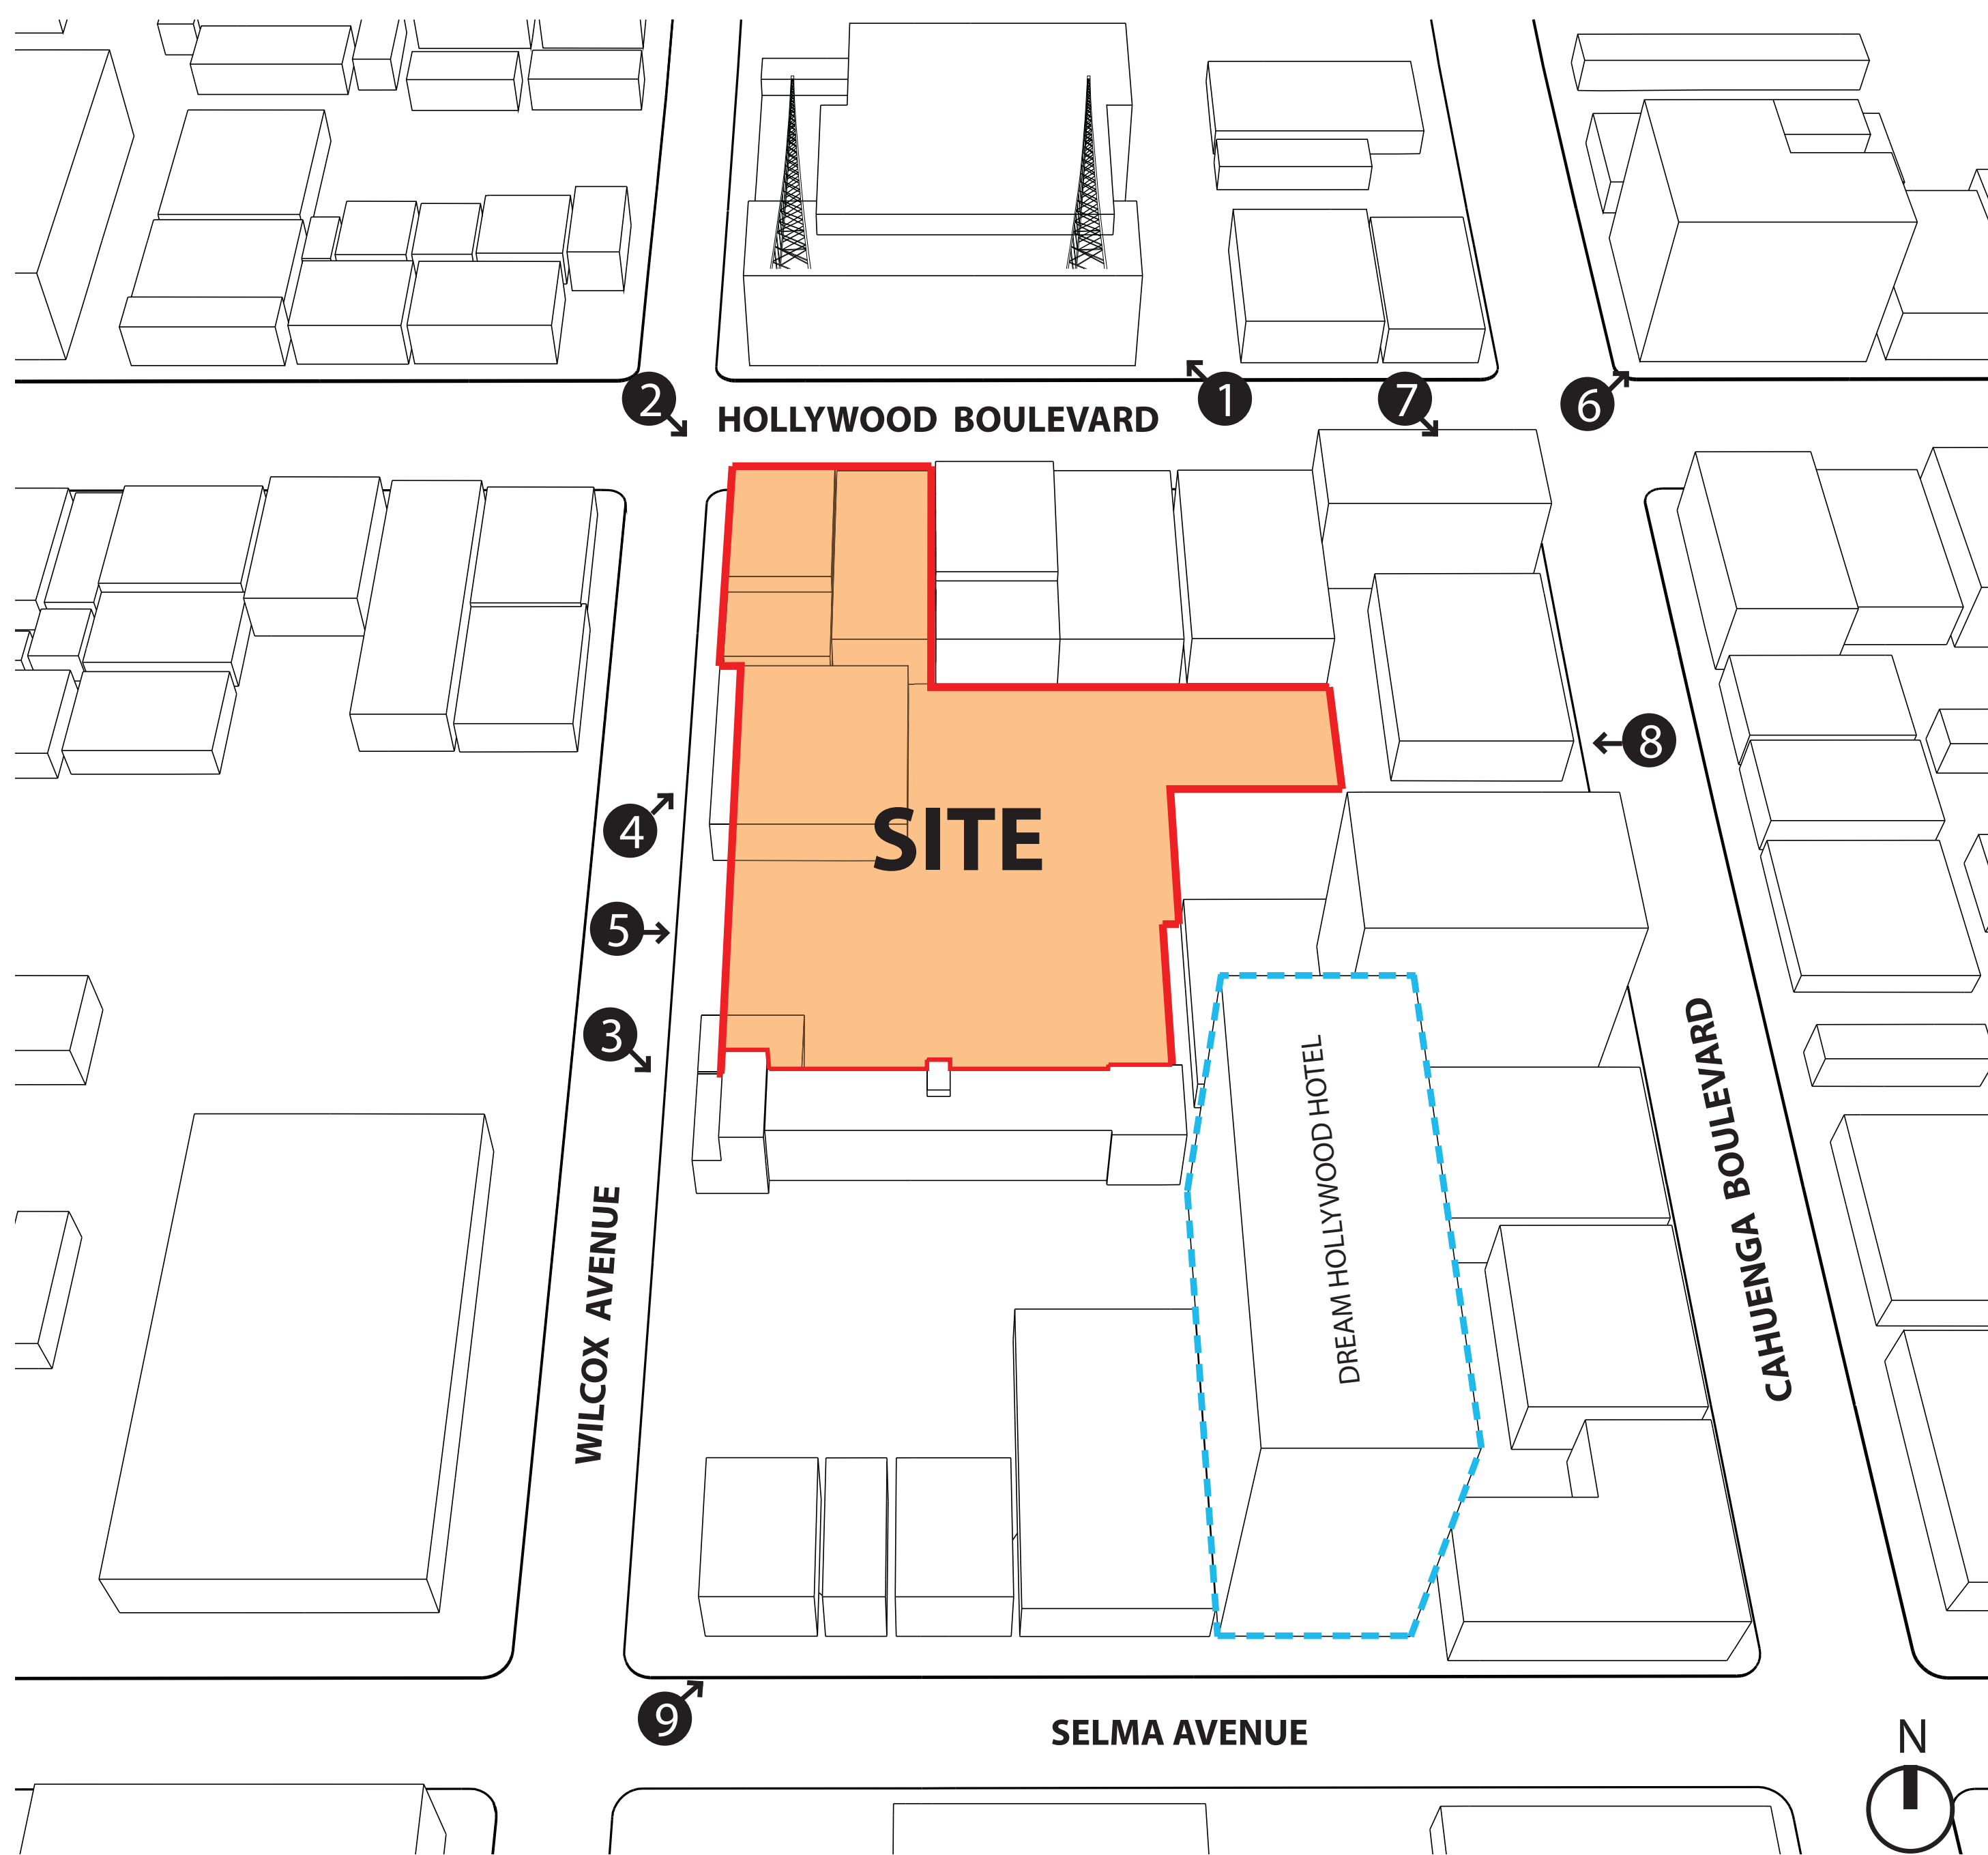 2
1
7
6
HOLLYWOOD BOULEVARD
8
4
SITE
5
3
DREAM HOLLYWOOD HOTEL
CAHUENGA BOULEVARD
WILCOX AVENUE
9
SELMA AVENUE
N